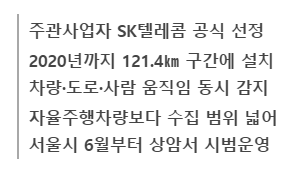 주관사업자 SK텔레콤 공식 선정
2020년까지 121.4㎞ 구간에 설치
차량·도로·사람 움직임 동시 감지
자율주행차량보다 수집 범위 넓어
서울시 6월부터 상암서 시범운영